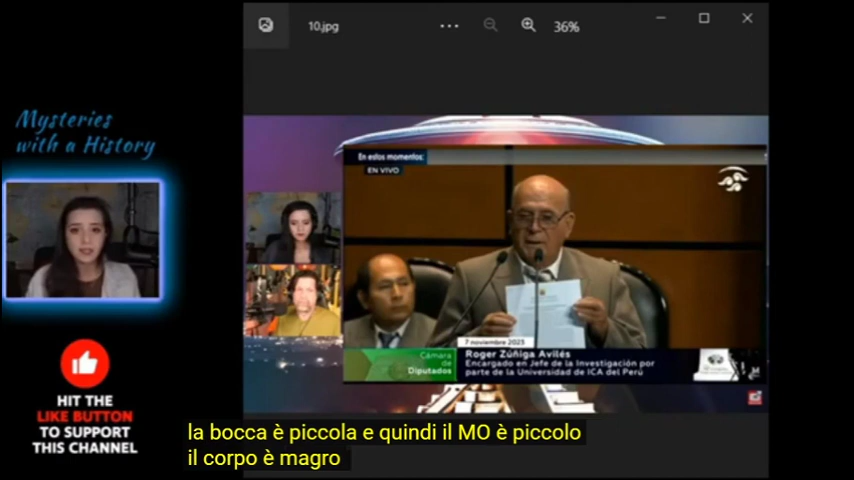 10.jpg
36%
Mysteries
with a History
En estos momentos:
EN VIVO
7 noviembre 2023
Cámara
de
Diputados
Roger Zúñiga Avilés
Encargado en Jefe de la Investigación por
parte de la Universidad de ICA del Perú
HIT THE
LIKE BUTTON
TO SUPPORT
THIS CHANNEL
la bocca è piccola e quindi il MO è piccolo
il corpo è magro